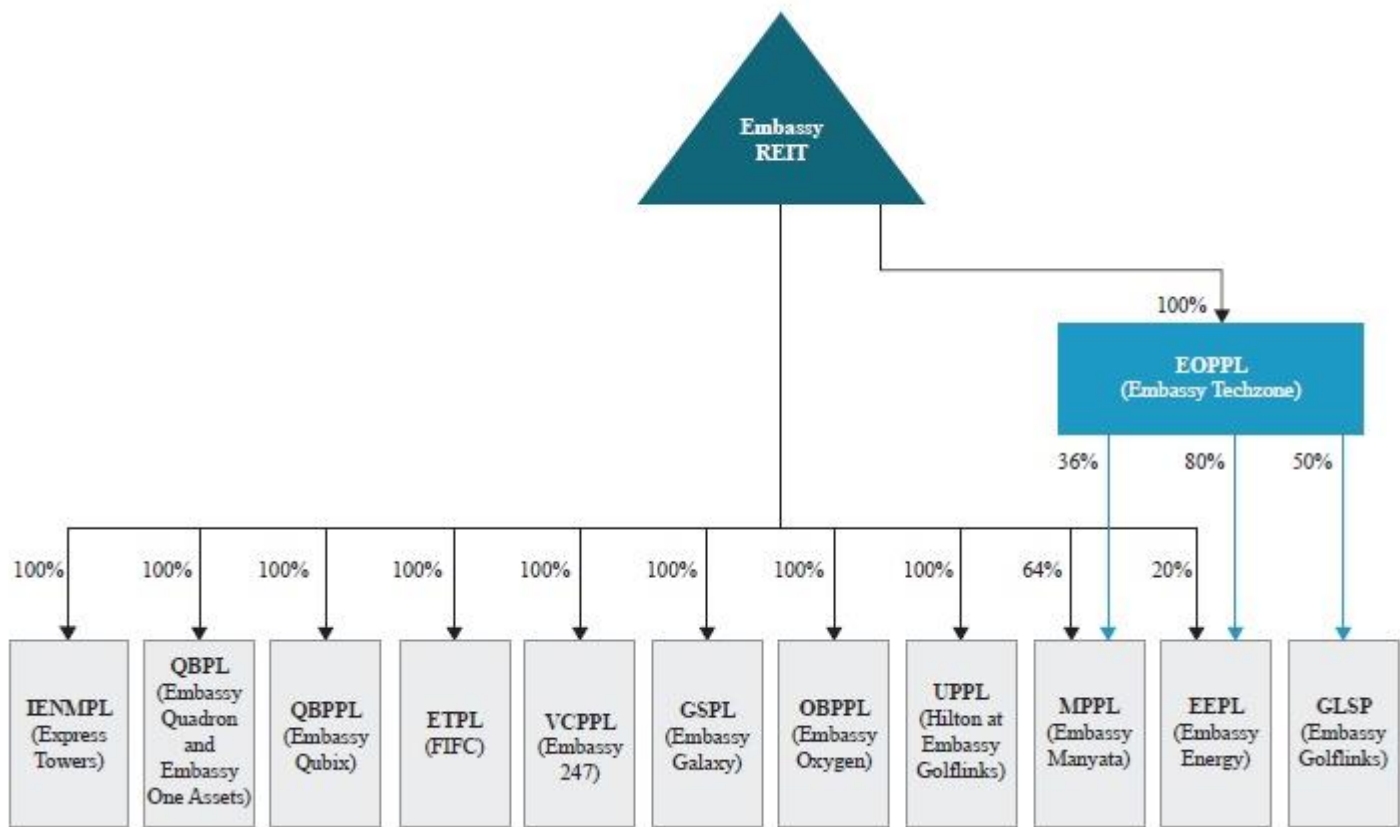 Embassy
REIT
100%
EOPPL
(Embassy Techzone)
36%
80%
50%
100%
100%
100%
100%
100%
100%
100%
100%
64%
20%
IENMPL
(Express
Towers)
QBPL
(Embassy
Quadron
and
Embassy
One Assets)
QBPPL
(Embassy
Qubix)
ETPL
(FIFC)
VCPPL
(Embassy
247)
GSPL
(Embassy
Galaxy)
OBPPL
(Embassy
Oxygen)
UPPL
(Hilton at
Embassy
Golflinks)
MPPL
(Embassy
Manyata)
EEPL
(Embassy
Energy)
GLSP
(Embassy
Golflinks)